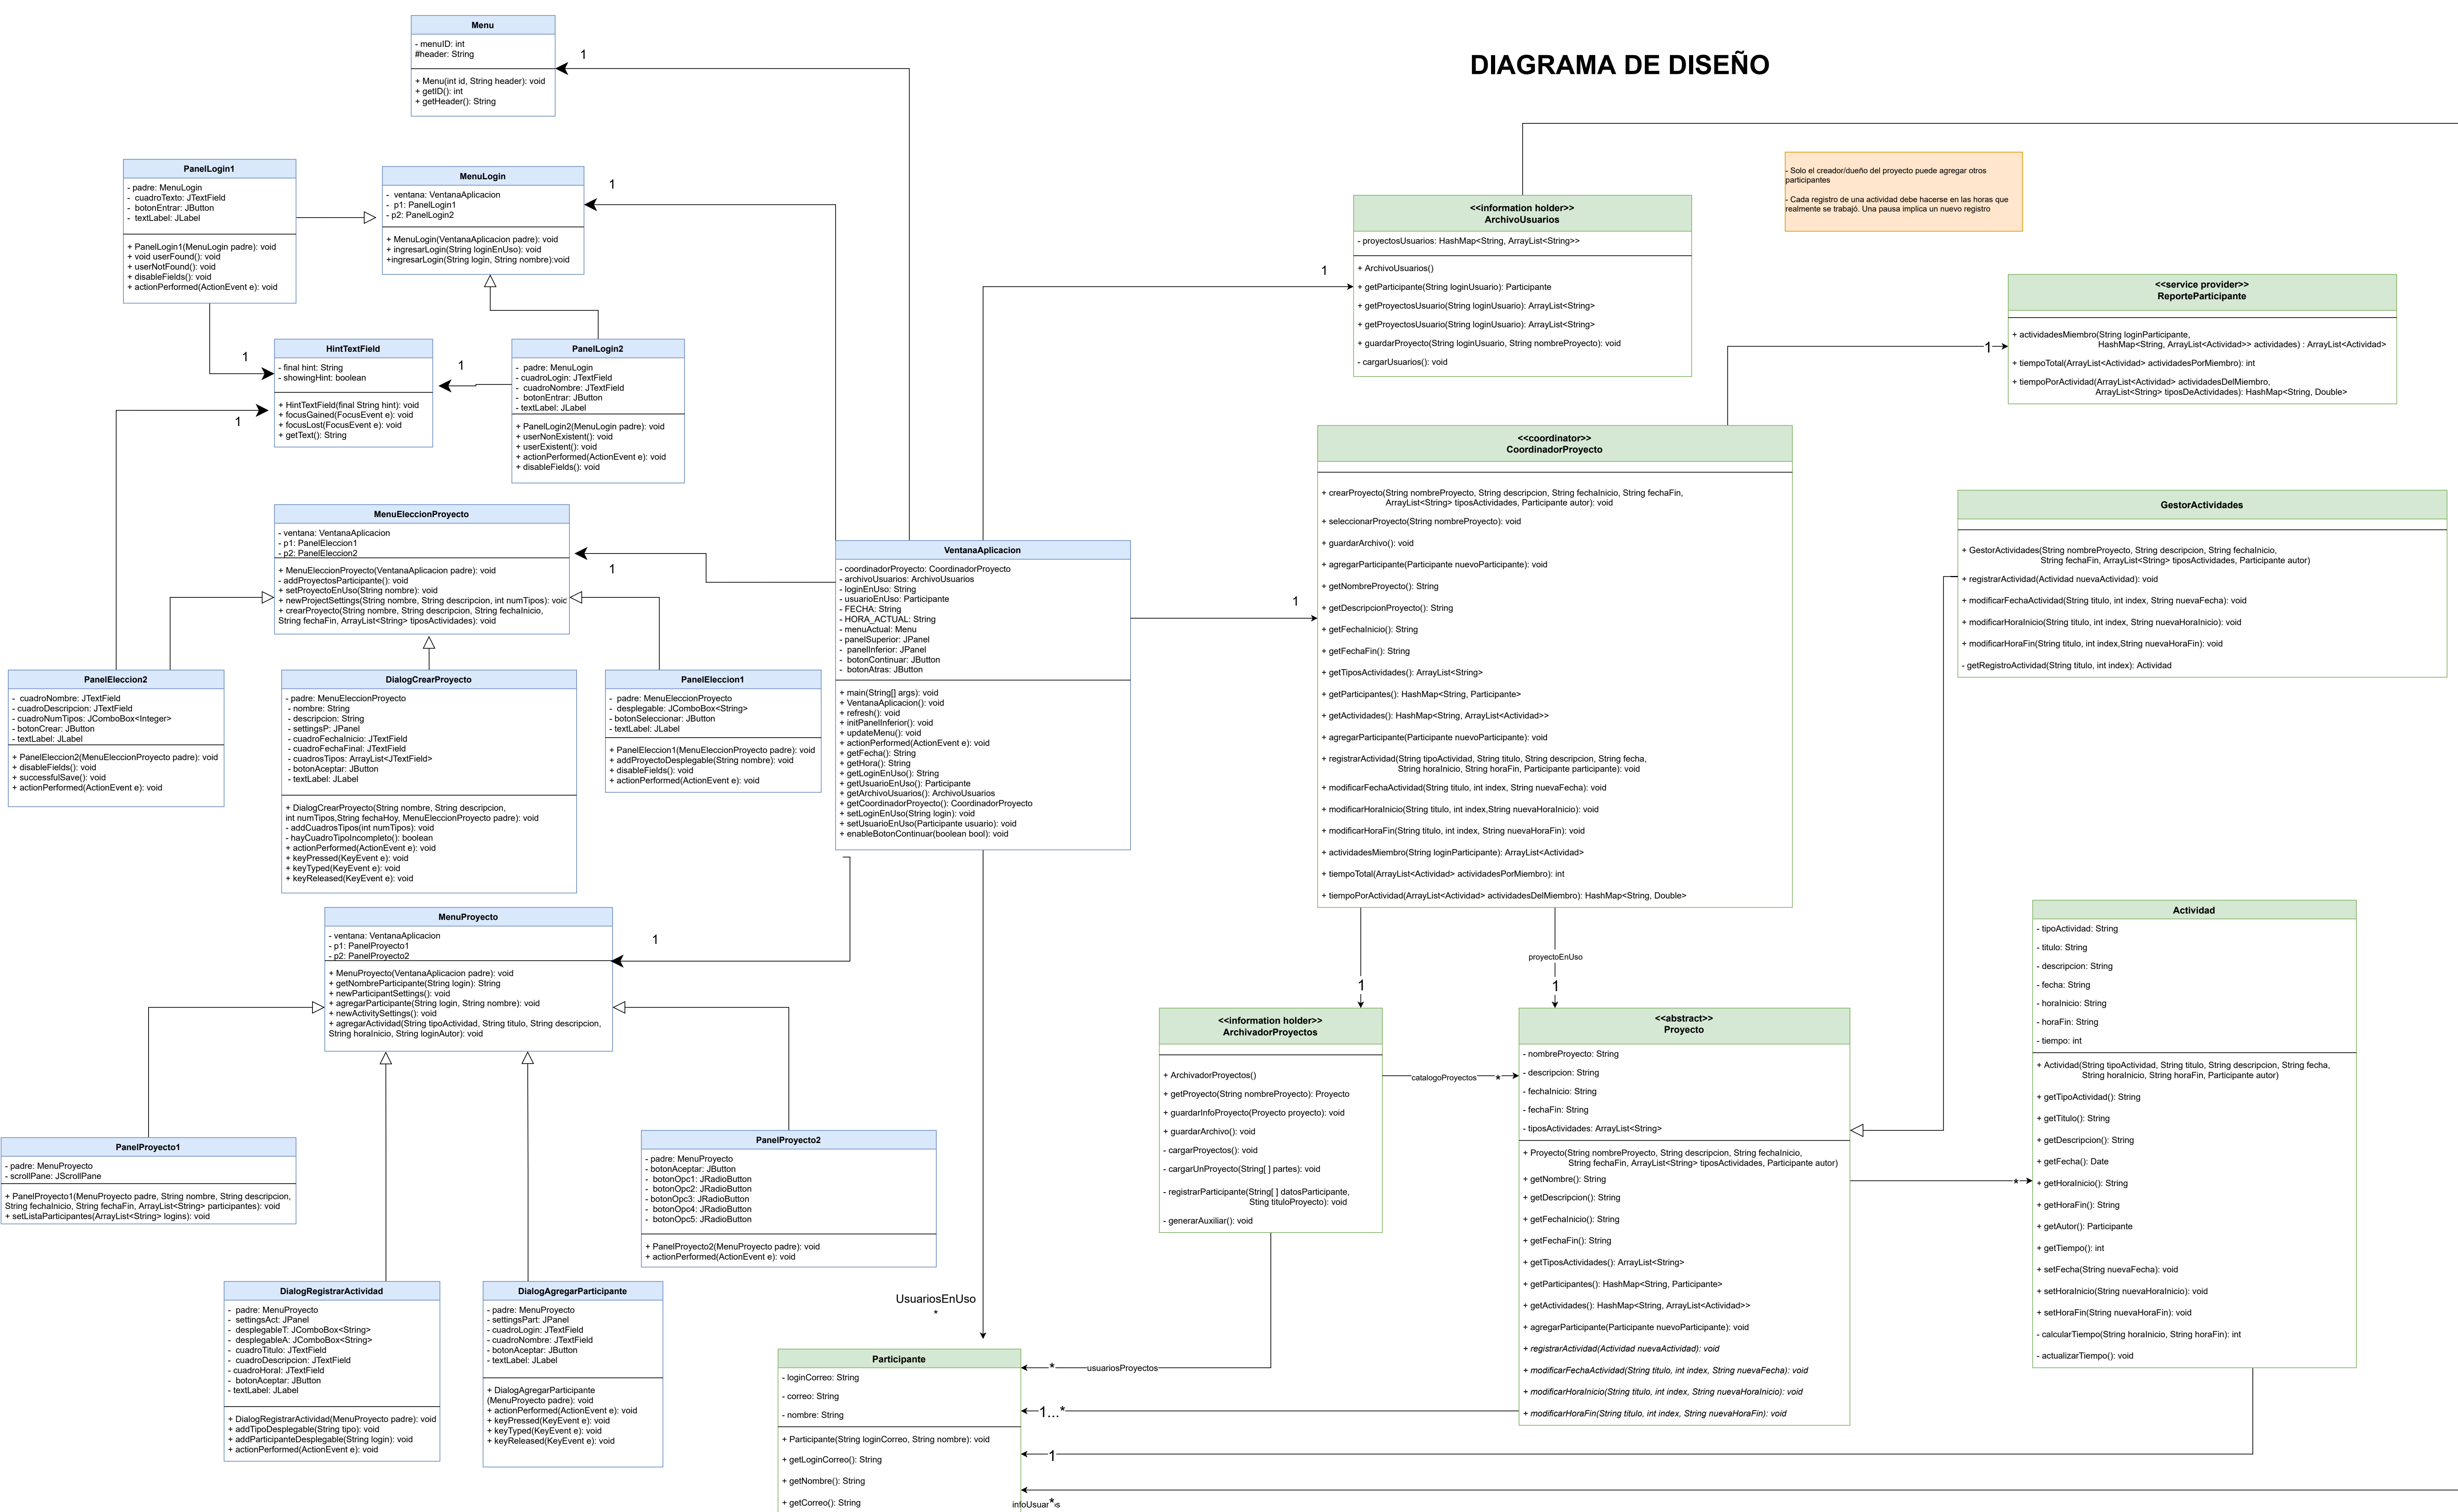 DIAGRAMA DE DISEÑO
Menu
- menuID: int
#header: String
+ Menu(int id, String header): void
+ getID(): int
+ getHeader(): String
1
PanelLogin1
- padre: MenuLogin
- cuadroTexto: JTextField
- botonEntrar: JButton
- textLabel: JLabel
+ PanelLogin1(MenuLogin padre): void
+ void userFound(): void
+ userNotFound(): void
+ disableFields(): void
+ actionPerformed(ActionEvent e): void
MenuLogin
- ventana: VentanaAplicacion
- p1: PanelLogin1
- p2: PanelLogin2
+ MenuLogin(VentanaAplicacion padre): void
+ ingresarLogin(String loginEnUso): void
+ingresarLogin(String login, String nombre):void
1
HintTextField
- final hint: String
- showingHint: boolean
+ HintTextField(final String hint): void
+ focusGained(FocusEvent e): void
+ focusLost(FocusEvent e): void
+ getText(): String
1
1
1
PanelLogin2
- padre: MenuLogin
- cuadroLogin: JTextField
- cuadroNombre: JTextField
- botonEntrar: JButton
- textLabel: JLabel
+ PanelLogin2(MenuLogin padre): void
+ userNonExistent(): void
+ userExistent(): void
+ actionPerformed(ActionEvent e): void
+ disableFields(): void
MenuEleccionProyecto
- ventana: VentanaAplicacion
- p1: PanelEleccion1
- p2: PanelEleccion2
+ MenuEleccionProyecto(VentanaAplicacion padre): void
- addProyectosParticipante(): void
+ setProyectoEnUso(String nombre): void
+ newProjectSettings(String nombre, String descripcion, int numTipos): void
+ crearProyecto(String nombre, String descripcion, String fechaInicio,
String fechaFin, ArrayList<String> tiposActividades): void
1
PanelEleccion2
- cuadroNombre: JTextField
- cuadroDescripcion: JTextField
- cuadroNumTipos: JComboBox<Integer>
- botonCrear: JButton
- textLabel: JLabel
+ PanelEleccion2(MenuEleccionProyecto padre): void
+ disableFields(): void
+ successfulSave(): void
+ actionPerformed(ActionEvent e): void
DialogCrearProyecto
- padre: MenuEleccionProyecto
- nombre: String
- descripcion: String
- settingsP: JPanel
- cuadroFechaInicio: JTextField
- cuadroFechaFinal: JTextField
- cuadrosTipos: ArrayList<JTextField>
- botonAceptar: JButton
- textLabel: JLabel
+ DialogCrearProyecto(String nombre, String descripcion,
int numTipos,String fechaHoy, MenuEleccionProyecto padre): void
- addCuadrosTipos(int numTipos): void
- hayCuadroTipoIncompleto(): boolean
+ actionPerformed(ActionEvent e): void
+ keyPressed(KeyEvent e): void
+ keyTyped(KeyEvent e): void
+ keyReleased(KeyEvent e): void
PanelEleccion1
- padre: MenuEleccionProyecto
- desplegable: JComboBox<String>
- botonSeleccionar: JButton
- textLabel: JLabel
+ PanelEleccion1(MenuEleccionProyecto padre): void
+ addProyectoDesplegable(String nombre): void
+ disableFields(): void
+ actionPerformed(ActionEvent e): void
VentanaAplicacion
- coordinadorProyecto: CoordinadorProyecto
- archivoUsuarios: ArchivoUsuarios
- loginEnUso: String
- usuarioEnUso: Participante
- FECHA: String
- HORA_ACTUAL: String
- menuActual: Menu
- panelSuperior: JPanel
- panelInferior: JPanel
- botonContinuar: JButton
- botonAtras: JButton
+ main(String[] args): void
+ VentanaAplicacion(): void
+ refresh(): void
+ initPanelInferior(): void
+ updateMenu(): void
+ actionPerformed(ActionEvent e): void
+ getFecha(): String
+ getHora(): String
+ getLoginEnUso(): String
+ getUsuarioEnUso(): Participante
+ getArchivoUsuarios(): ArchivoUsuarios
+ getCoordinadorProyecto(): CoordinadorProyecto
+ setLoginEnUso(String login): void
+ setUsuarioEnUso(Participante usuario): void
+ enableBotonContinuar(boolean bool): void
MenuProyecto
- ventana: VentanaAplicacion
- p1: PanelProyecto1
- p2: PanelProyecto2
+ MenuProyecto(VentanaAplicacion padre): void
+ getNombreParticipante(String login): String
+ newParticipantSettings(): void
+ agregarParticipante(String login, String nombre): void
+ newActivitySettings(): void
+ agregarActividad(String tipoActividad, String titulo, String descripcion,
String horaInicio, String loginAutor): void
1
PanelProyecto1
- padre: MenuProyecto
- scrollPane: JScrollPane
+ PanelProyecto1(MenuProyecto padre, String nombre, String descripcion,
String fechaInicio, String fechaFin, ArrayList<String> participantes): void
+ setListaParticipantes(ArrayList<String> logins): void
PanelProyecto2
- padre: MenuProyecto
- botonAceptar: JButton
- botonOpc1: JRadioButton
- botonOpc2: JRadioButton
- botonOpc3: JRadioButton
- botonOpc4: JRadioButton
- botonOpc5: JRadioButton
+ PanelProyecto2(MenuProyecto padre): void
+ actionPerformed(ActionEvent e): void
DialogRegistrarActividad
- padre: MenuProyecto
- settingsAct: JPanel
- desplegableT: JComboBox<String>
- desplegableA: JComboBox<String>
- cuadroTitulo: JTextField
- cuadroDescripcion: JTextField
- cuadroHoraI: JTextField
- botonAceptar: JButton
- textLabel: JLabel
+ DialogRegistrarActividad(MenuProyecto padre): void
+ addTipoDesplegable(String tipo): void
+ addParticipanteDesplegable(String login): void
+ actionPerformed(ActionEvent e): void
DialogAgregarParticipante
- padre: MenuProyecto
- settingsPart: JPanel
- cuadroLogin: JTextField
- cuadroNombre: JTextField
- botonAceptar: JButton
- textLabel: JLabel
+ DialogAgregarParticipante
(MenuProyecto padre): void
+ actionPerformed(ActionEvent e): void
+ keyPressed(KeyEvent e): void
+ keyTyped(KeyEvent e): void
+ keyReleased(KeyEvent e): void
<<information holder>>
ArchivoUsuarios
- proyectosUsuarios: HashMap<String, ArrayList<String>>
+ ArchivoUsuarios()
+ getParticipante(String loginUsuario): Participante
+ getProyectosUsuario(String loginUsuario): ArrayList<String>
+ getProyectosUsuario(String loginUsuario): ArrayList<String>
+ guardarProyecto(String loginUsuario, String nombreProyecto): void
- cargarUsuarios(): void
1
- Solo el creador/dueño del proyecto puede agregar otros
participantes
- Cada registro de una actividad debe hacerse en las horas que
realmente se trabajó. Una pausa implica un nuevo registro
<<service provider>>
ReporteParticipante
+ actividadesMiembro(String loginParticipante,
HashMap<String, ArrayList<Actividad>> actividades) : ArrayList<Actividad>
+ tiempoTotal(ArrayList<Actividad> actividadesPorMiembro): int
+ tiempoPorActividad(ArrayList<Actividad> actividadesDelMiembro,
ArrayList<String> tiposDeActividades): HashMap<String, Double>
1
<<coordinator>>
CoordinadorProyecto
+ crearProyecto(String nombreProyecto, String descripcion, String fechaInicio, String fechaFin,
ArrayList<String> tiposActividades, Participante autor): void
+ seleccionarProyecto(String nombreProyecto): void
+ guardarArchivo(): void
+ agregarParticipante(Participante nuevoParticipante): void
+ getNombreProyecto(): String
+ getDescripcionProyecto(): String
+ getFechaInicio(): String
+ getFechaFin(): String
+ getTiposActividades(): ArrayList<String>
+ getParticipantes(): HashMap<String, Participante>
+ getActividades(): HashMap<String, ArrayList<Actividad>>
+ agregarParticipante(Participante nuevoParticipante): void
+ registrarActividad(String tipoActividad, String titulo, String descripcion, String fecha,
String horaInicio, String horaFin, Participante participante): void
+ modificarFechaActividad(String titulo, int index, String nuevaFecha): void
+ modificarHoraInicio(String titulo, int index,String nuevaHoraInicio): void
+ modificarHoraFin(String titulo, int index, String nuevaHoraFin): void
+ actividadesMiembro(String loginParticipante): ArrayList<Actividad>
+ tiempoTotal(ArrayList<Actividad> actividadesPorMiembro): int
+ tiempoPorActividad(ArrayList<Actividad> actividadesDelMiembro): HashMap<String, Double>
1
GestorActividades
+ GestorActividades(String nombreProyecto, String descripcion, String fechaInicio,
String fechaFin, ArrayList<String> tiposActividades, Participante autor)
+ registrarActividad(Actividad nuevaActividad): void
+ modificarFechaActividad(String titulo, int index, String nuevaFecha): void
+ modificarHoraInicio(String titulo, int index, String nuevaHoraInicio): void
+ modificarHoraFin(String titulo, int index,String nuevaHoraFin): void
- getRegistroActividad(String titulo, int index): Actividad
proyectoEnUso
1
1
<<information holder>>
ArchivadorProyectos
+ ArchivadorProyectos()
+ getProyecto(String nombreProyecto): Proyecto
+ guardarInfoProyecto(Proyecto proyecto): void
+ guardarArchivo(): void
- cargarProyectos(): void
- cargarUnProyecto(String[ ] partes): void
- registrarParticipante(String[ ] datosParticipante,
Sting tituloProyecto): void
- generarAuxiliar(): void
catalogoProyectos
*
<<abstract>>
Proyecto
- nombreProyecto: String
- descripcion: String
- fechaInicio: String
- fechaFin: String
- tiposActividades: ArrayList<String>
+ Proyecto(String nombreProyecto, String descripcion, String fechaInicio,
String fechaFin, ArrayList<String> tiposActividades, Participante autor)
+ getNombre(): String
+ getDescripcion(): String
+ getFechaInicio(): String
+ getFechaFin(): String
+ getTiposActividades(): ArrayList<String>
+ getParticipantes(): HashMap<String, Participante>
+ getActividades(): HashMap<String, ArrayList<Actividad>>
+ agregarParticipante(Participante nuevoParticipante): void
+ registrarActividad(Actividad nuevaActividad): void
+ modificarFechaActividad(String titulo, int index, String nuevaFecha): void
+ modificarHoraInicio(String titulo, int index, String nuevaHoraInicio): void
+ modificarHoraFin(String titulo, int index, String nuevaHoraFin): void
*
Actividad
- tipoActividad: String
- titulo: String
- descripcion: String
- fecha: String
- horaInicio: String
- horaFin: String
- tiempo: int
+ Actividad(String tipoActividad, String titulo, String descripcion, String fecha,
String horaInicio, String horaFin, Participante autor)
+ getTipoActividad(): String
+ getTitulo(): String
+ getDescripcion(): String
+ getFecha(): Date
+ getHoraInicio(): String
+ getHoraFin(): String
+ getAutor(): Participante
+ getTiempo(): int
+ setFecha(String nuevaFecha): void
+ setHoraInicio(String nuevaHoraInicio): void
+ setHoraFin(String nuevaHoraFin): void
- calcularTiempo(String horaInicio, String horaFin): int
- actualizarTiempo(): void
UsuariosEnUso
*
Participante
- loginCorreo: String
- correo: String
- nombre: String
+ Participante(String loginCorreo, String nombre): void
+ getLoginCorreo(): String
+ getNombre(): String
+ getCorreo(): String
*
usuariosProyectos
1...*
1
*